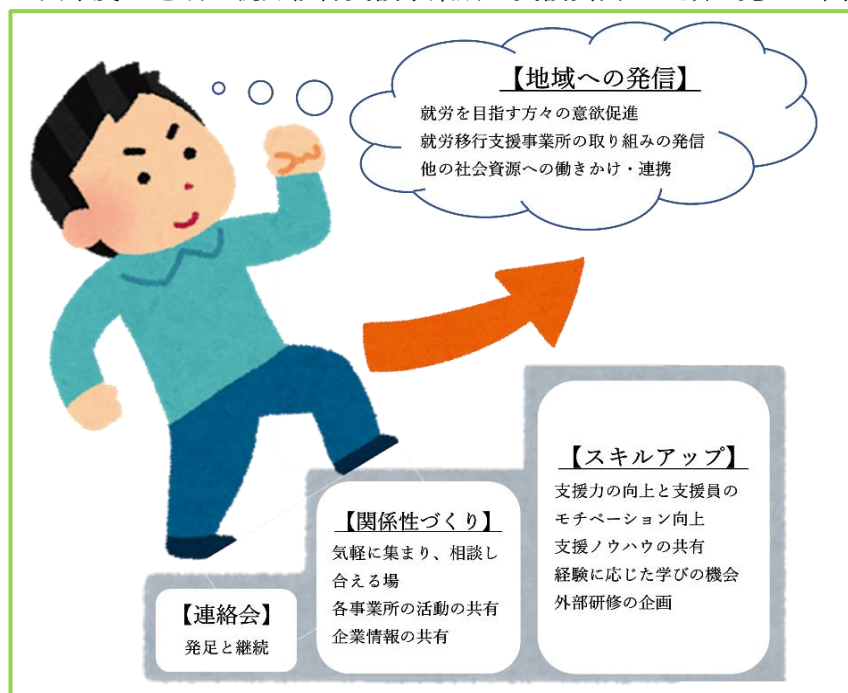 【地域への発信】
就労を目指す方々の意欲促進
就労移行支援事業所の取り組みの発信
他の社会資源への働きかけ・連携
【スキルアップ】
支援力の向上と支援員の
モチベーション向上
支援ノウハウの共有
経験に応じた学びの機会
外部研修の企画
【関係性づくり】
気軽に集まり、相談し
合える場
各事業所の活動の共有
企業情報の共有
【連絡会】
発足と継続